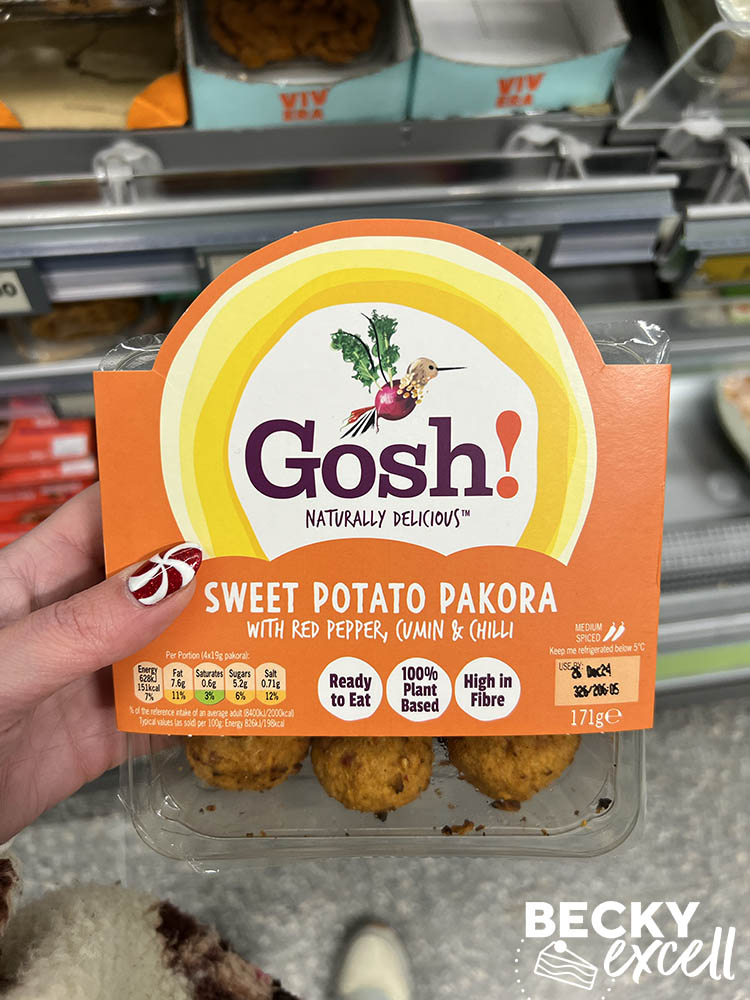 VIV
ERA
VIV
ERA
Gosh!
NATURALLY DELICIOUS™
SWEET POTATO PAKORA
WITH RED PEPPER, CUMIN & CHILLI
MEDIUM
SPICED
Keep me refrigerated below 5°C
Per Portion (4x19g pakora):
Energy 628kJ 151kcal 7%
Fat 7.6g 11%
Saturates 0.6g 3%
Sugars 5.2g 6%
Salt 0.71g 12%
% of the reference intake of an average adult (8400kJ/2000kcal)
Typical values (as sold) per 100g: Energy 826kJ/198kcal
Ready
to Eat
100%
Plant
Based
High in
Fibre
USE BY:
Dec24
171g e
BECKY
excell